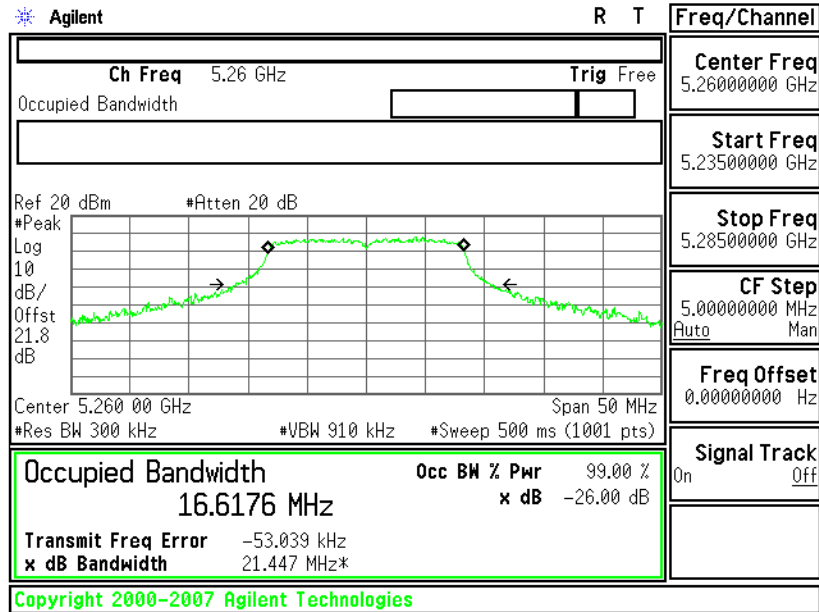 Agilent R T
Ch Freq 5.26 GHz Trig Free
Occupied Bandwidth
Ref 20 dBm #Atten 20 dB
#Peak
Log
10
dB/
Offst
21.8
dB
Center 5.260 00 GHz Span 50 MHz
#Res BW 300 kHz #VBW 910 kHz #Sweep 500 ms (1001 pts)
Occupied Bandwidth Occ BW % Pwr 99.00 %
16.6176 MHz x dB -26.00 dB
Transmit Freq Error -53.039 kHz
x dB Bandwidth 21.447 MHz*
Copyright 2000-2007 Agilent Technologies
Freq/Channel
Center Freq
5.26000000 GHz
Start Freq
5.23500000 GHz
Stop Freq
5.28500000 GHz
CF Step
5.00000000 MHz
Auto Man
Freq Offset
0.00000000 Hz
Signal Track
On Off